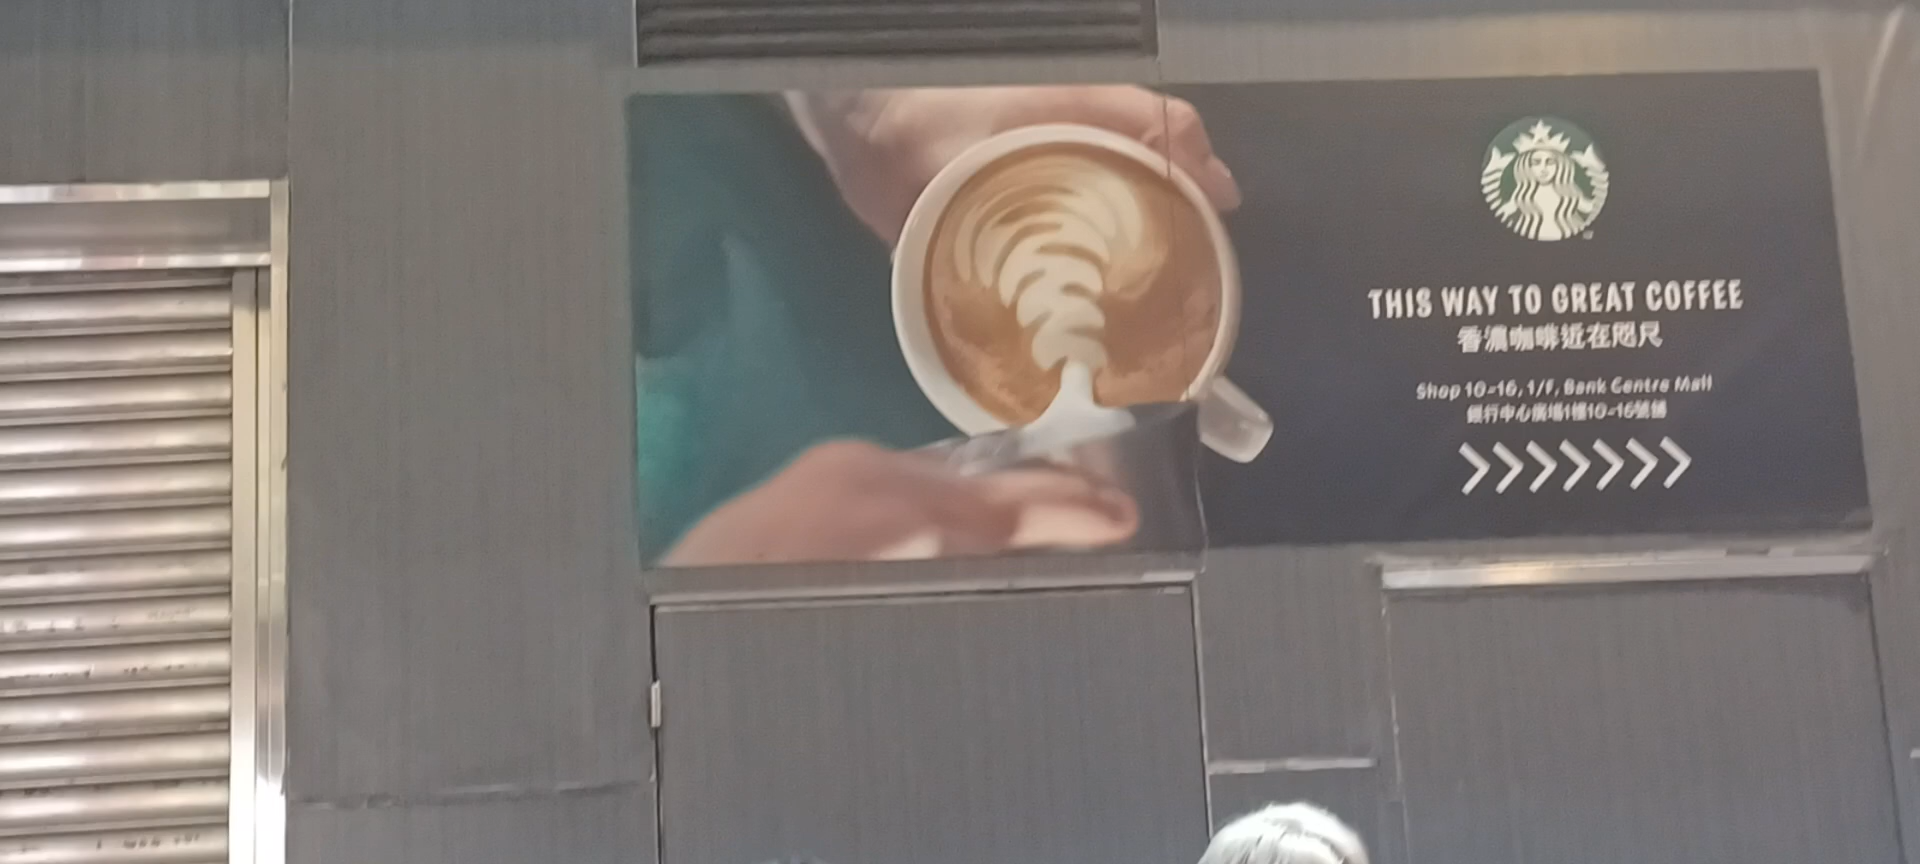 THIS WAY TO GREAT COFFEE
香濃咖啡近在咫尺
Shop 10-16, 1/F, Bank Centre Mall
銀行中心廣場1樓10-16號舖